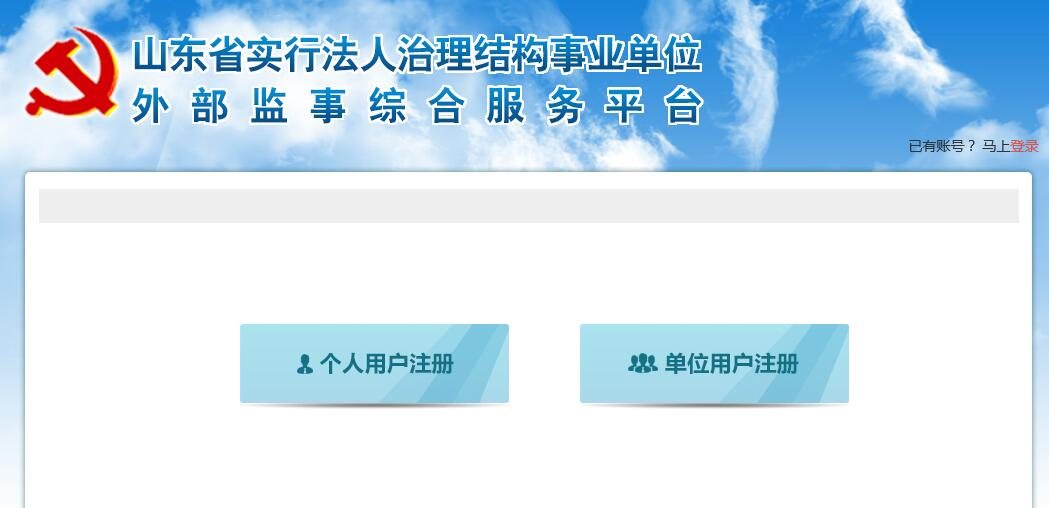 山东省实行法人治理结构事业单位
外部监事综合服务平台
已有账号？马上登录
个人用户注册
单位用户注册